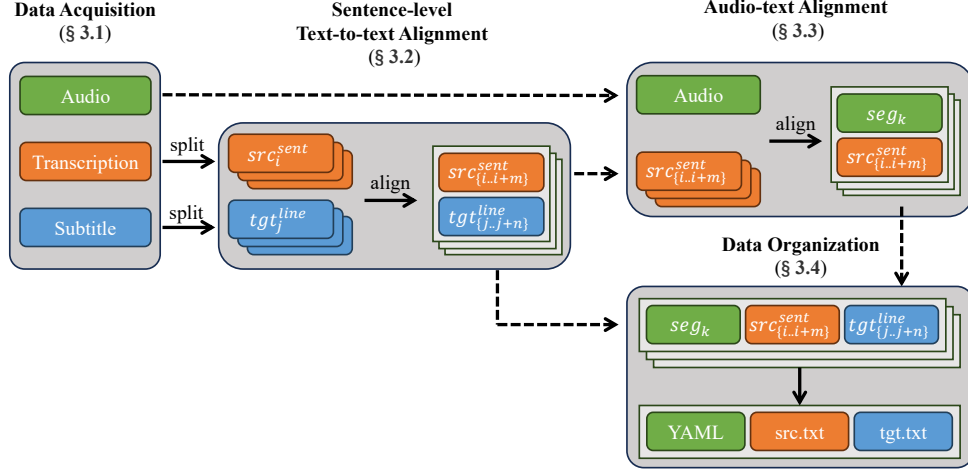 Data Acquisition
(§ 3.1)
Audio
Transcription
Subtitle
split
split
Sentence-level
Text-to-text Alignment
(§ 3.2)
src_i^{sent}
tgt_j^{line}
align
src_{\{i..i+m\}}^{sent}
tgt_{\{j..j+n\}}^{line}
Audio-text Alignment
(§ 3.3)
Audio
src_{\{i..i+m\}}^{sent}
align
seg_k
src_{\{i..i+m\}}^{sent}
Data Organization
(§ 3.4)
seg_k src_{\{i..i+m\}}^{sent} tgt_{\{j..j+n\}}^{line}
YAML src.txt tgt.txt